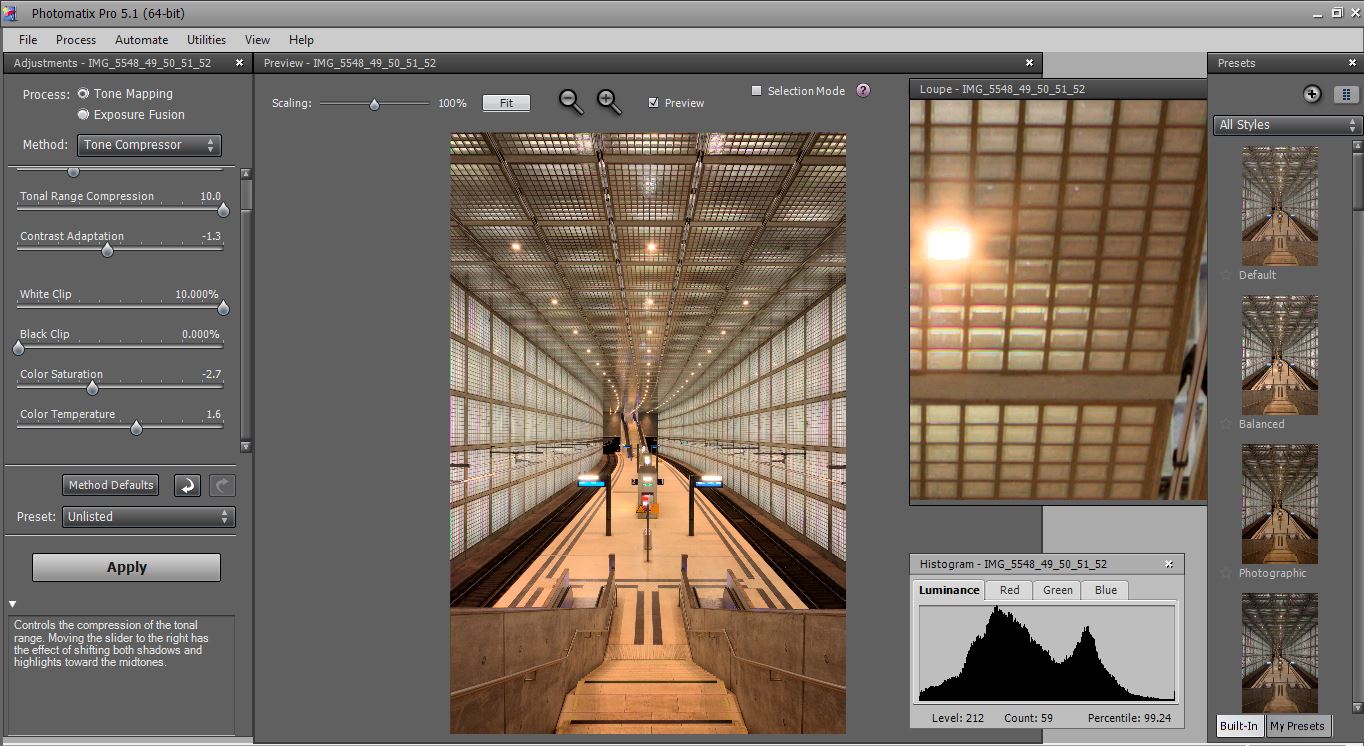 Photomatix Pro 5.1 (64-bit)
File Process Automate Utilities View Help
Adjustments - IMG_5548_49_50_51_52
Process: Tone Mapping
Exposure Fusion
Method: Tone Compressor
Tonal Range Compression 10.0
Contrast Adaptation -1.3
White Clip 10.000%
Black Clip 0.000%
Color Saturation -2.7
Color Temperature 1.6
Method Defaults
Preset: Unlisted
Apply
Controls the compression of the tonal
range. Moving the slider to the right has
the effect of shifting both shadows and
highlights toward the midtones.
Preview - IMG_5548_49_50_51_52
Scaling: 100% Fit Preview
Selection Mode ?
Loupe - IMG_5548_49_50_51_52
Histogram - IMG_5548_49_50_51_52
Luminance Red Green Blue
Level: 212 Count: 59 Percentile: 99.24
Presets
All Styles
Default
Balanced
Photographic
Built-In My Presets